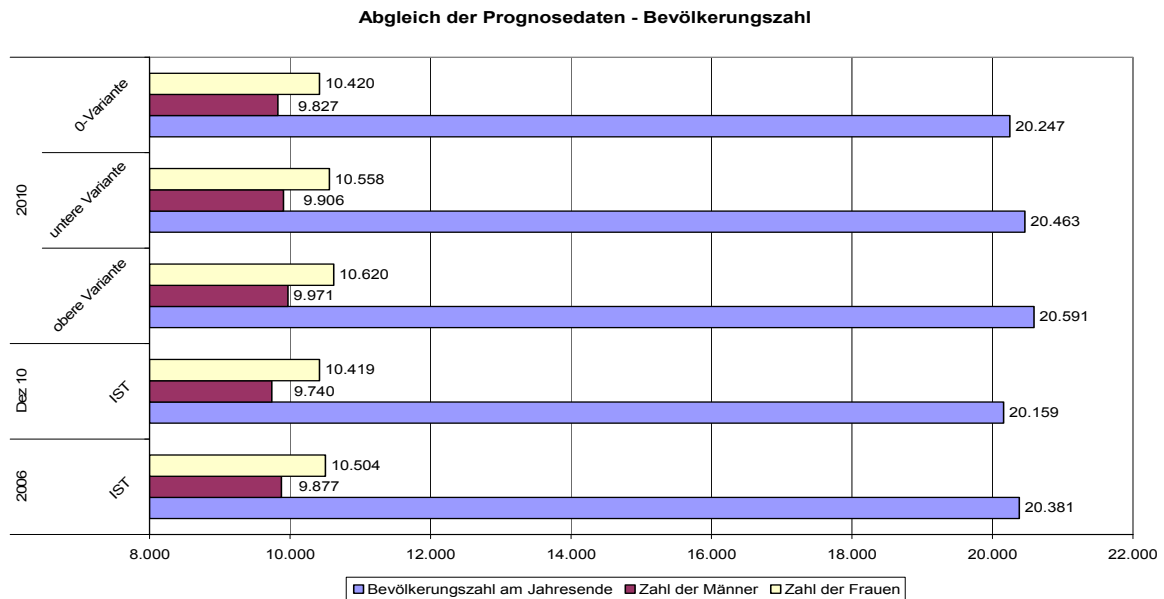 Abgleich der Prognosedaten - Bevölkerungszahl
2010
0-Variante
10.420
9.827
20.247
untere Variante
10.558
9.906
20.463
obere Variante
10.620
9.971
20.591
Dez 10
IST
10.419
9.740
20.159
2006
IST
10.504
9.877
20.381
8.000 10.000 12.000 14.000 16.000 18.000 20.000 22.000
Bevölkerungszahl am Jahresende Zahl der Männer Zahl der Frauen